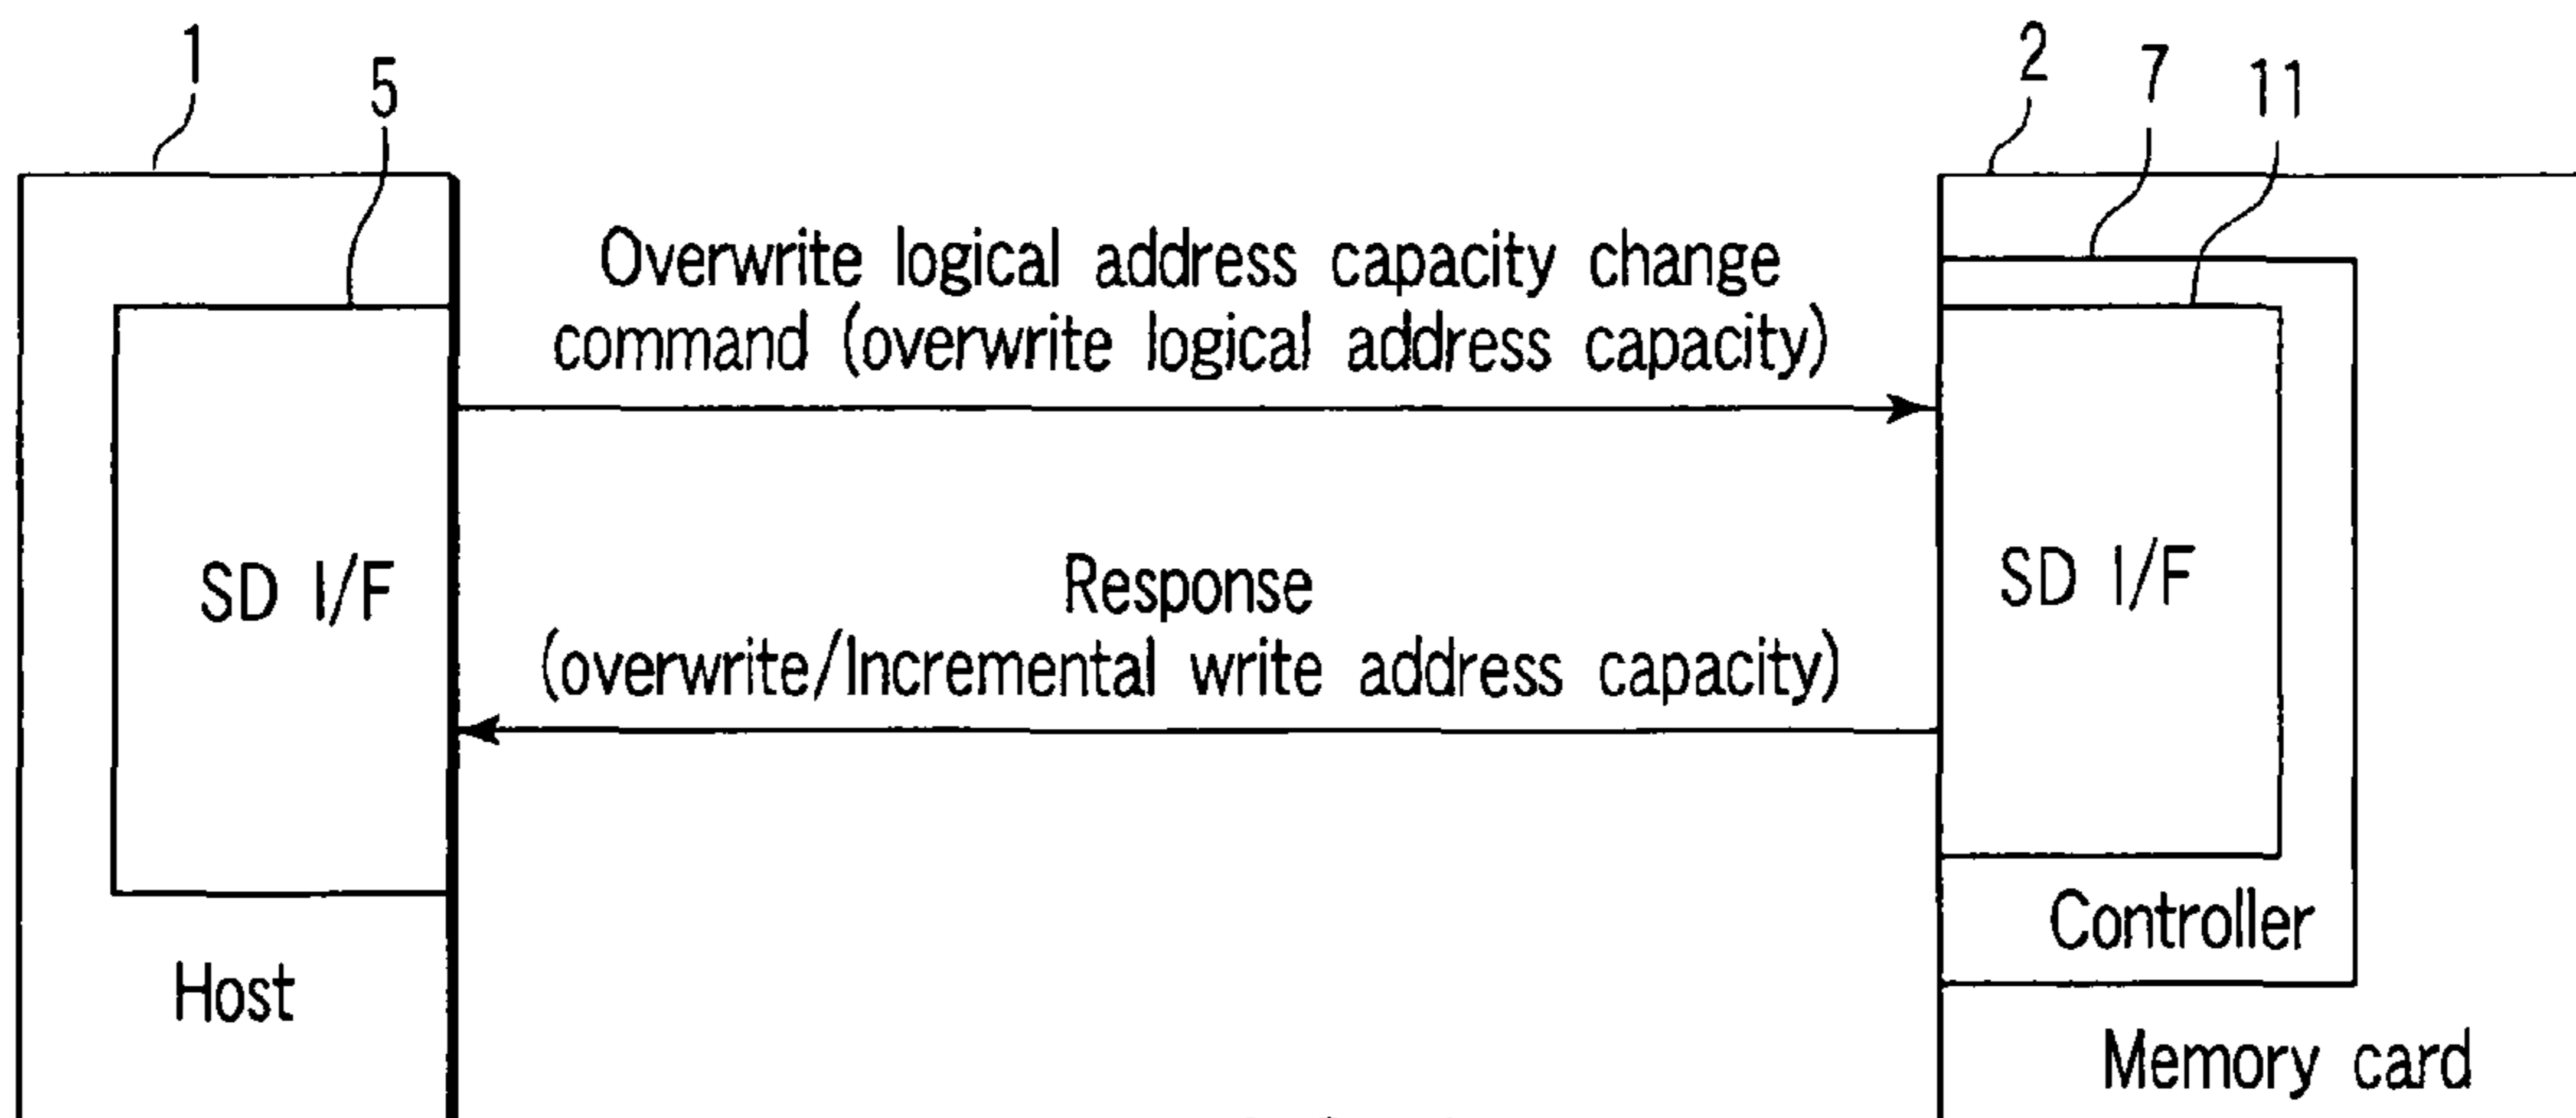 1
5
2
7
11
Overwrite logical address capacity change
command (overwrite logical address capacity)
SD I/F
Response
(overwrite/Incremental write address capacity)
SD I/F
Controller
Host
Memory card